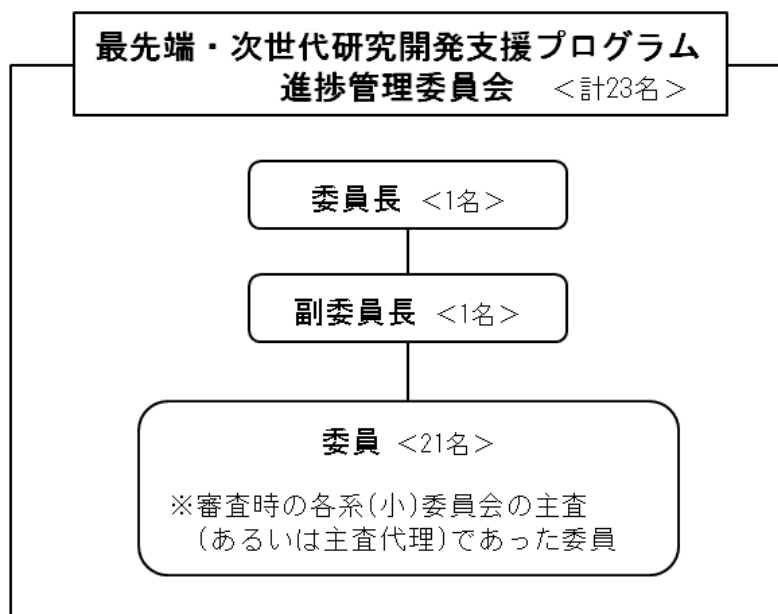 最先端・次世代研究開発支援プログラム
進捗管理委員会 ＜計23名＞
委員長 ＜1名＞
副委員長 ＜1名＞
委員 ＜21名＞
※審査時の各系(小)委員会の主査
(あるいは主査代理)であった委員